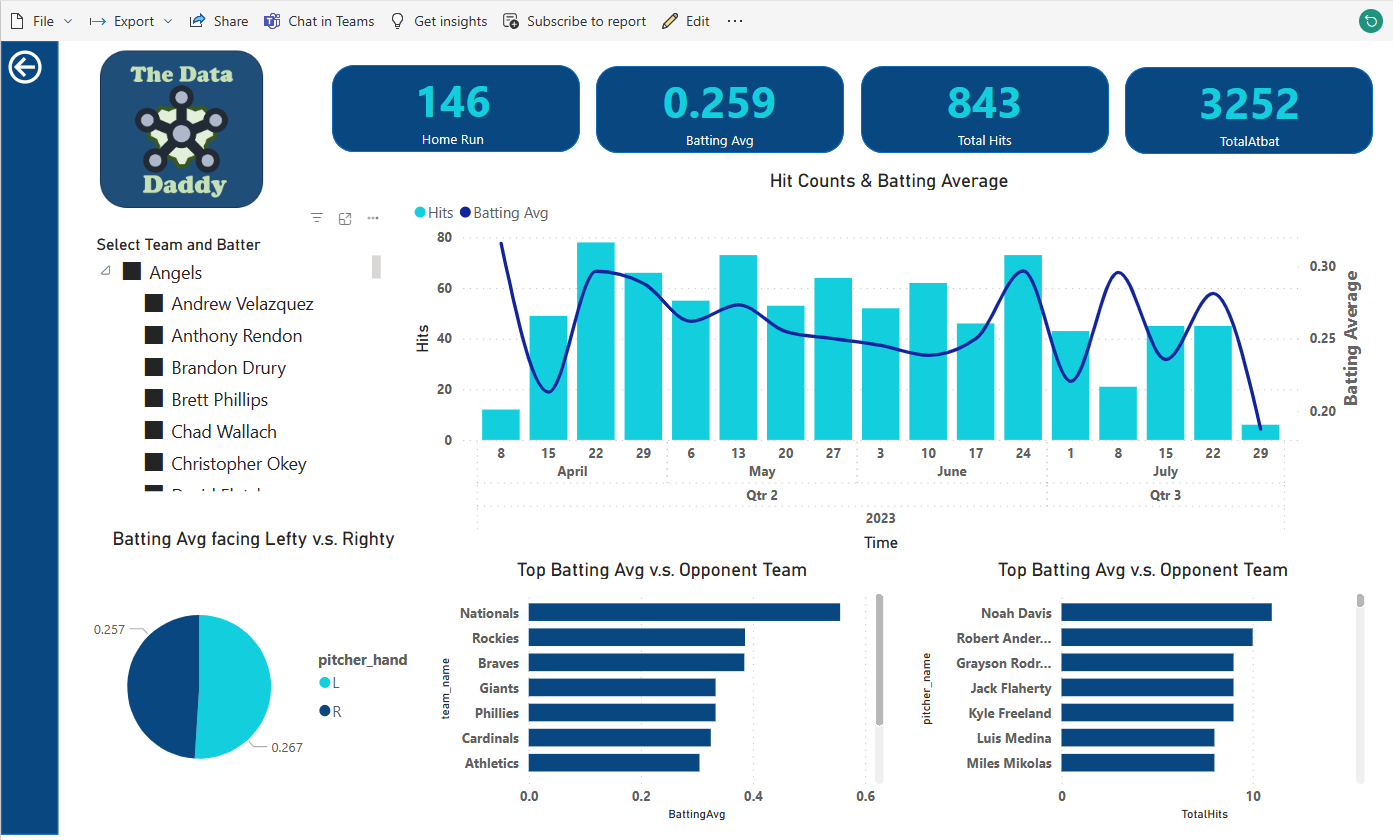 File Export Share Chat in Teams Get insights Subscribe to report Edit ...
The Data
Daddy
146
Home Run
0.259
Batting Avg
843
Total Hits
3252
TotalAtbat
Select Team and Batter
Angels
Andrew Velazquez
Anthony Rendon
Brandon Drury
Brett Phillips
Chad Wallach
Christopher Okey
Hit Counts & Batting Average
Hits Batting Avg
80
60
40
20
0
Hits
0.30
0.25
0.20
Batting Average
8 15 22 29 6 13 20 27 3 10 17 24 1 8 15 22 29
April May June July
Qtr 2 Qtr 3
2023
Time
Batting Avg facing Lefty v.s. Righty
0.257
0.267
pitcher_hand
L
R
Top Batting Avg v.s. Opponent Team
team_name
Nationals
Rockies
Braves
Giants
Phillies
Cardinals
Athletics
0.0 0.2 0.4 0.6
BattingAvg
Top Batting Avg v.s. Opponent Team
pitcher_name
Noah Davis
Robert Ander...
Grayson Rodr...
Jack Flaherty
Kyle Freeland
Luis Medina
Miles Mikolas
0 10
TotalHits